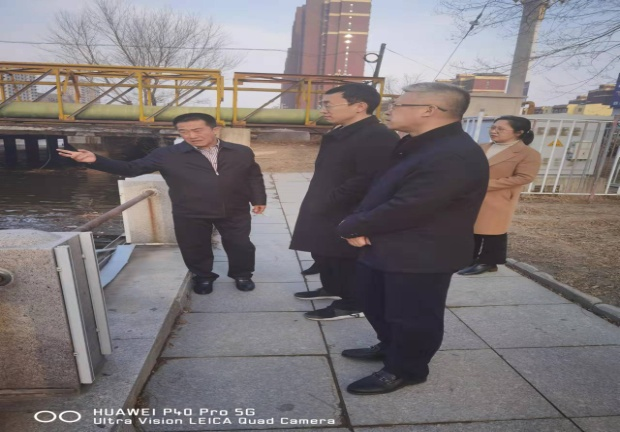 HUAWEI P40 Pro 5G
Ultra Vision LEICA Quad Camera